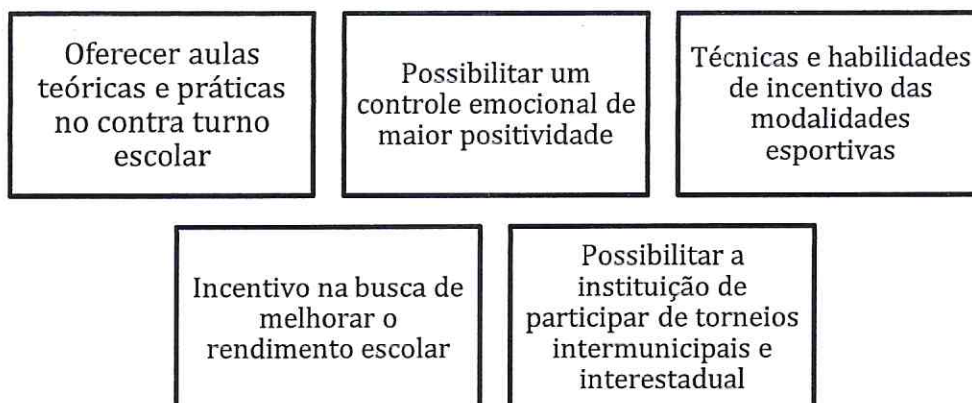 Oferecer aulas
teóricas e práticas
no contra turno
escolar
Possibilitar um
controle emocional de
maior positividade
Técnicas e habilidades
de incentivo das
modalidades
esportivas
Incentivo na busca de
melhorar o
rendimento escolar
Possibilitar a
instituição de
participar de torneios
intermunicipais e
interestadual